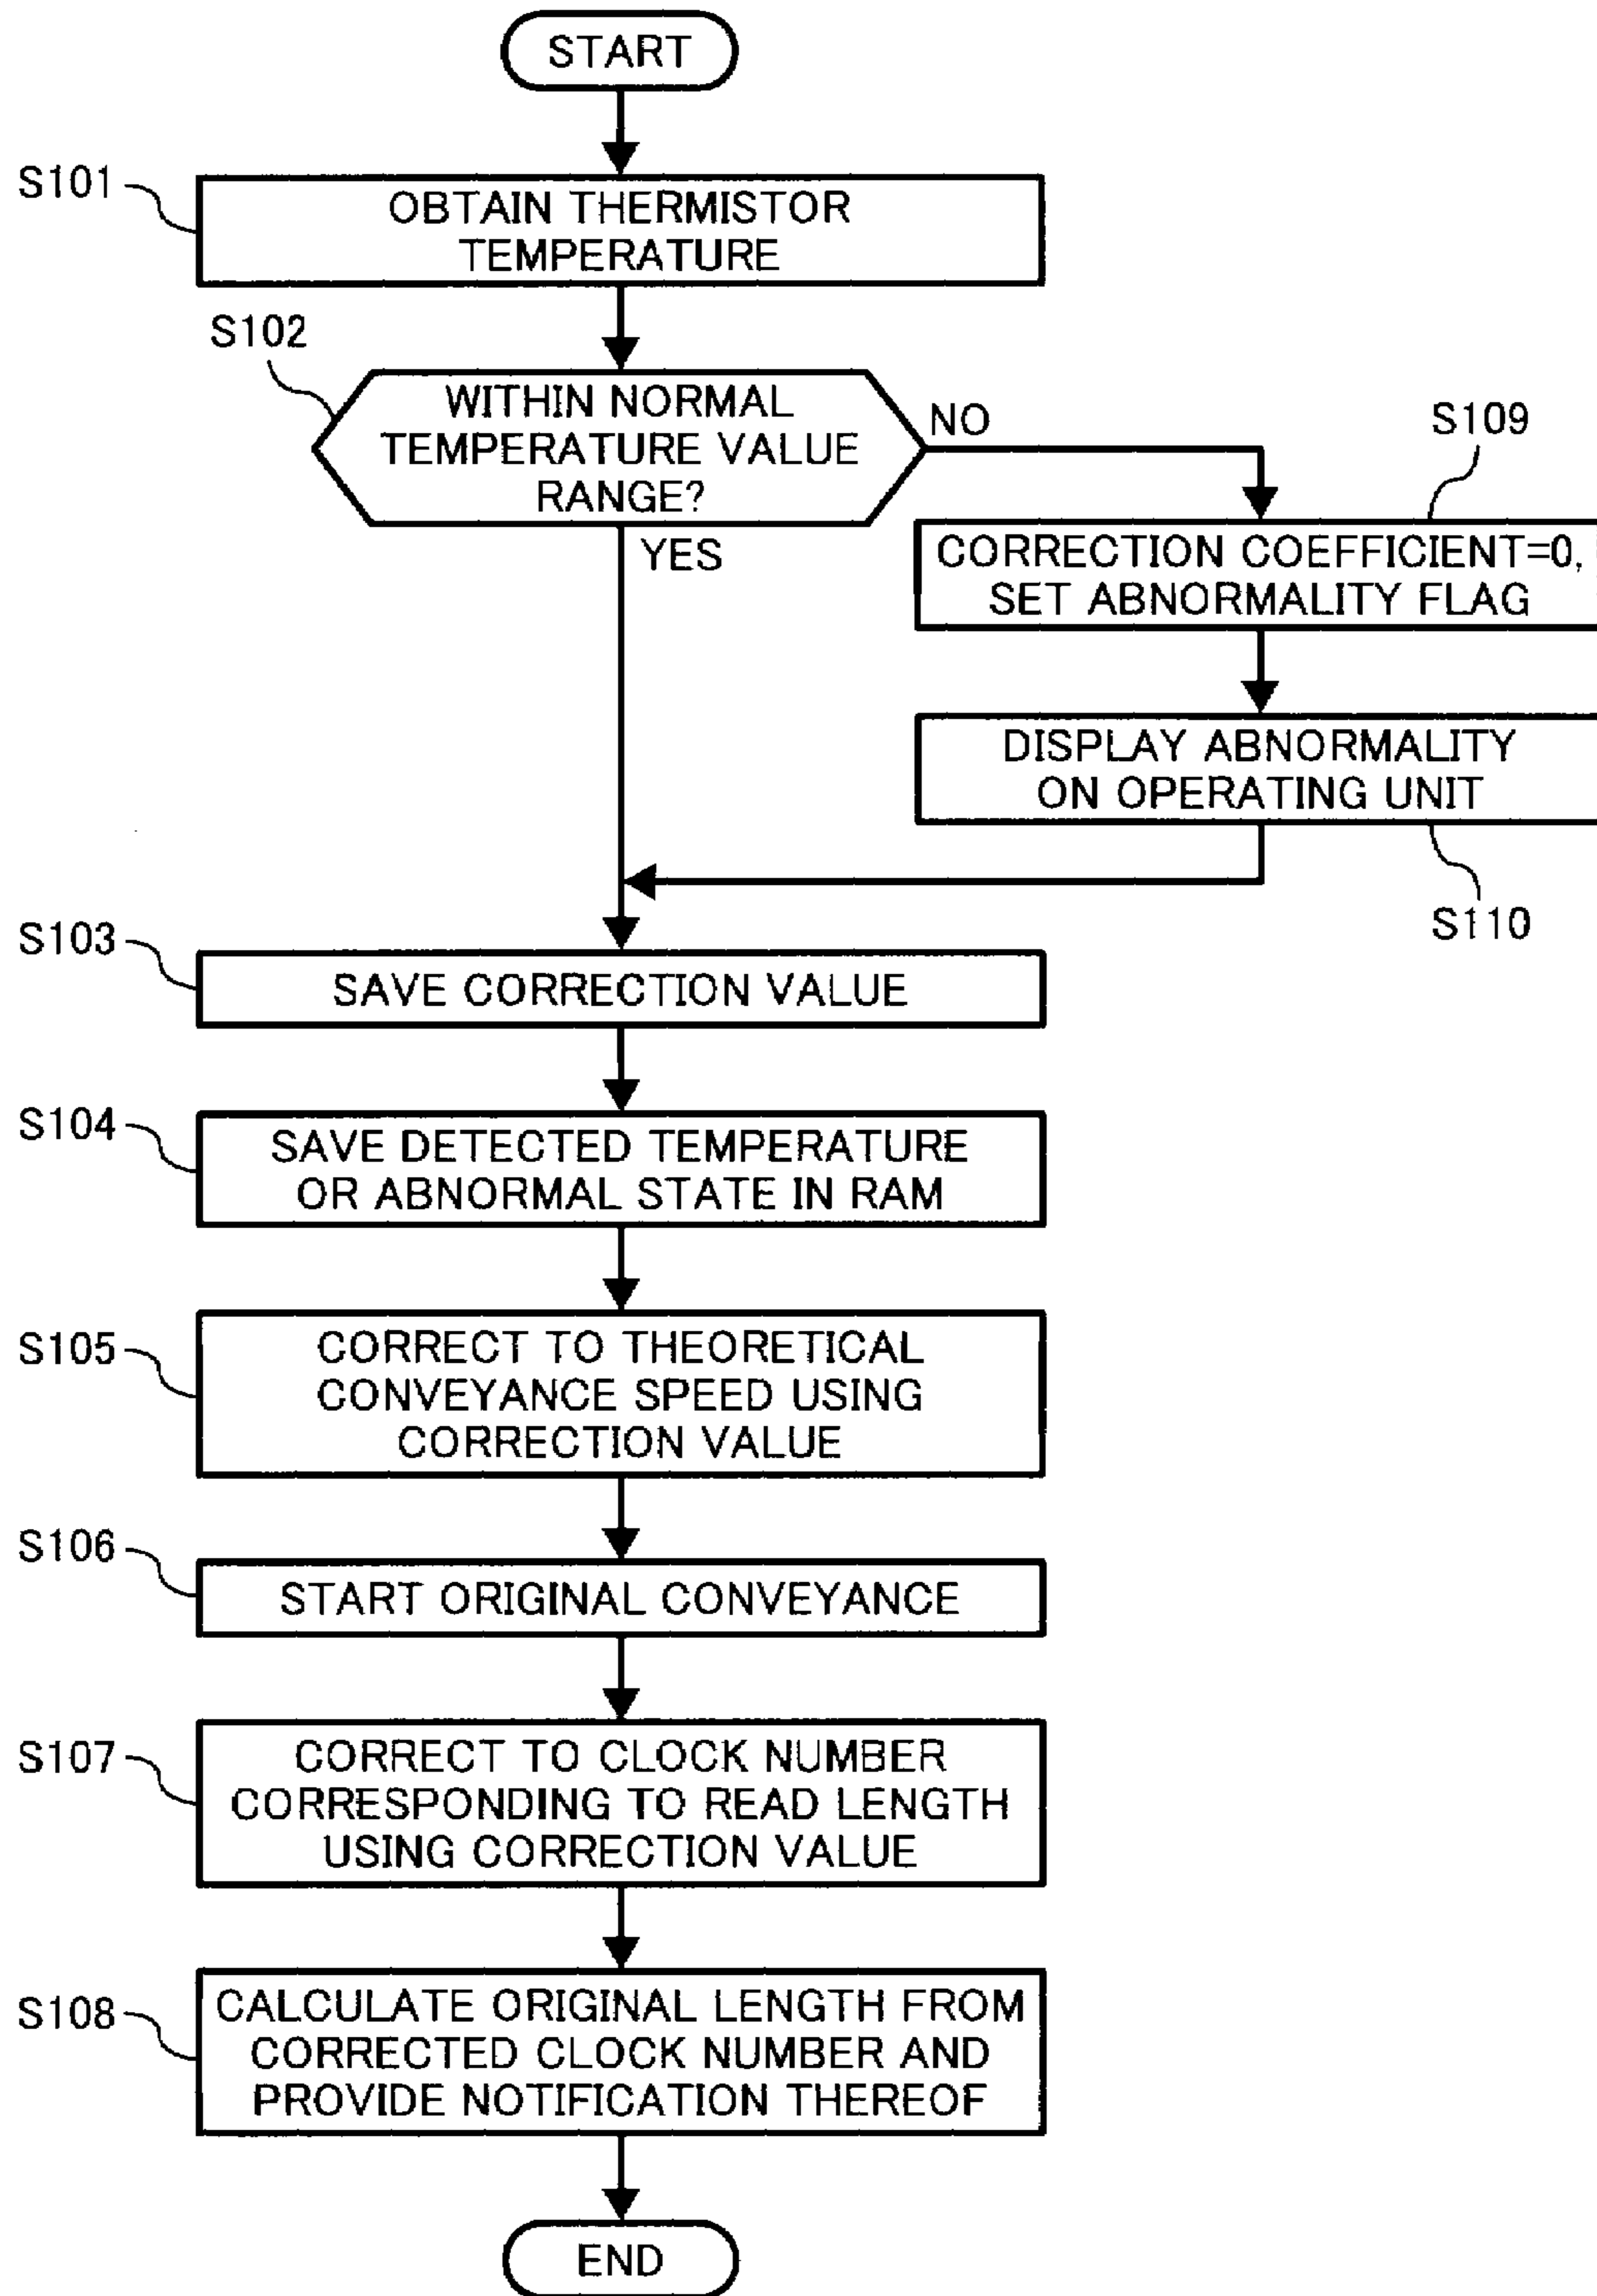 START
S101
OBTAIN THERMISTOR
TEMPERATURE
S102
WITHIN NORMAL
TEMPERATURE VALUE
RANGE?
NO
YES
S109
CORRECTION COEFFICIENT=0,
SET ABNORMALITY FLAG
DISPLAY ABNORMALITY
ON OPERATING UNIT
S110
S103
SAVE CORRECTION VALUE
S104
SAVE DETECTED TEMPERATURE
OR ABNORMAL STATE IN RAM
S105
CORRECT TO THEORETICAL
CONVEYANCE SPEED USING
CORRECTION VALUE
S106
START ORIGINAL CONVEYANCE
S107
CORRECT TO CLOCK NUMBER
CORRESPONDING TO READ LENGTH
USING CORRECTION VALUE
S108
CALCULATE ORIGINAL LENGTH FROM
CORRECTED CLOCK NUMBER AND
PROVIDE NOTIFICATION THEREOF
END